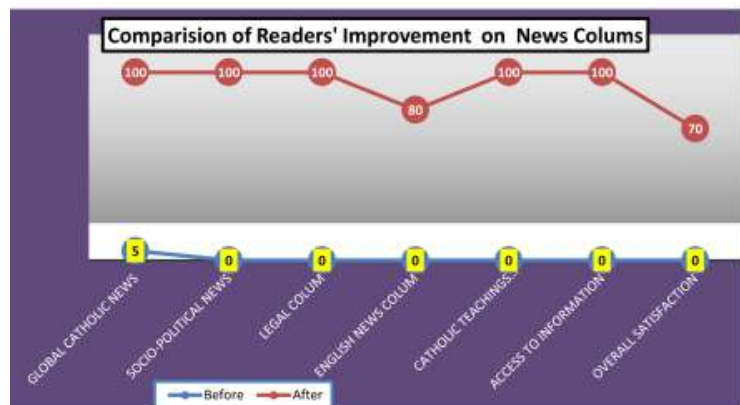 Comparision of Readers' Improvement on News Colums
100 100 100 80 100 100 70
5 0 0 0 0 0 0
GLOBAL CATHOLIC NEWS
SOCIO-POLITICAL NEWS
LEGAL COLUM
ENGLISH NEWS COLUM
CATHOLIC TEACHINGS..
ACCESS TO INFORMATION
OVERALL SATISFACTION
Before After